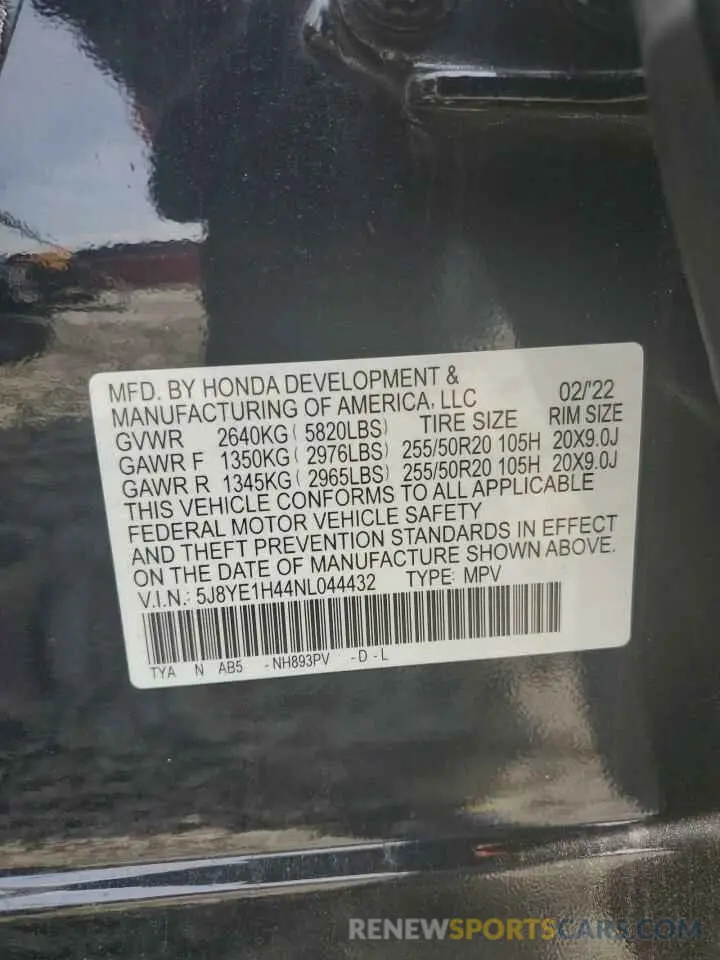 MFD. BY HONDA DEVELOPMENT &
MANUFACTURING OF AMERICA, LLC 02/'22
GVWR 2640KG ( 5820LBS) TIRE SIZE RIM SIZE
GAWR F 1350KG ( 2976LBS) 255/50R20 105H 20X9.0J
GAWR R 1345KG ( 2965LBS) 255/50R20 105H 20X9.0J
THIS VEHICLE CONFORMS TO ALL APPLICABLE
FEDERAL MOTOR VEHICLE SAFETY
AND THEFT PREVENTION STANDARDS IN EFFECT
ON THE DATE OF MANUFACTURE SHOWN ABOVE.
V.I.N.: 5J8YE1H44NL044432 TYPE: MPV
TYA N AB5 -NH893PV -D-L
RENEWSPORTSCARS.COM